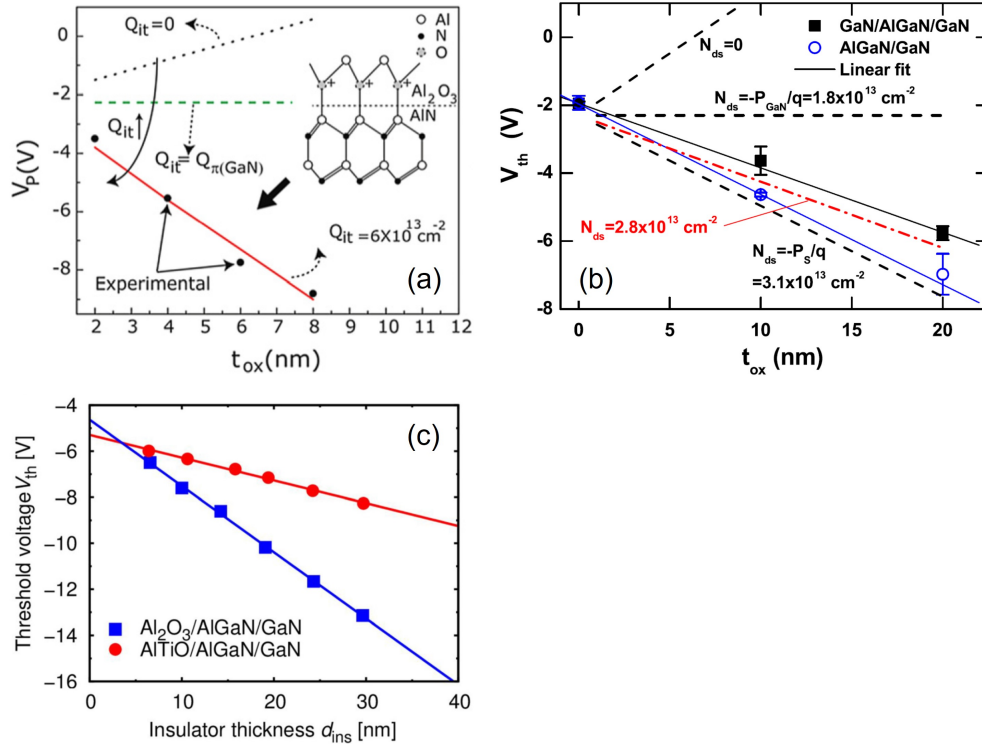 (a)
Q_it=0
Al
N
O
+ + +
Al2O3
AlN
Q_it
Q_it= Q_π(GaN)
Q_it =6X10^13cm^-2
Experimental
0
-2
-4
-6
-8
V_P(V)
2 3 4 5 6 7 8 9 10 11 12
t_ox(nm)
(b)
GaN/AlGaN/GaN
AlGaN/GaN
Linear fit
N_ds=0
N_ds=-P_GaN/q=1.8x10^13 cm^-2
N_ds=2.8x10^13 cm^-2
N_ds=-P_S/q
=3.1x10^13 cm^-2
0
-2
-4
-6
-8
V_th (V)
0 5 10 15 20
t_ox (nm)
(c)
−4
−6
−8
−10
−12
−14
−16
Threshold voltage V_th [V]
Al2O3/AlGaN/GaN
AlTiO/AlGaN/GaN
0 10 20 30 40
Insulator thickness d_ins [nm]